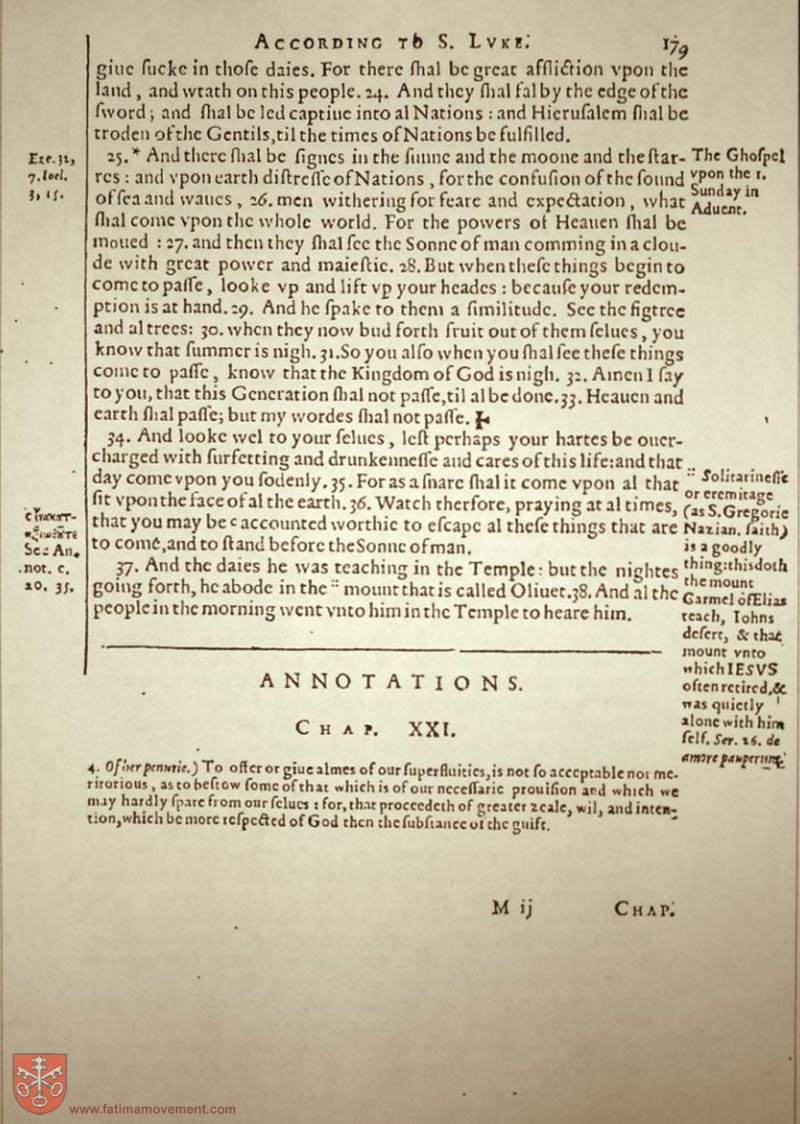 ACCORDING TO S. LVKE. 179
giue ſucke in thoſe daies. For there ſhal be great affliction vpon the
land, and wrath on this people. 24. And they ſhal fal by the edge of the
ſword; and ſhal be led captiue into al Nations: and Hieruſalem ſhal be
troden of the Gentils, til the times of Nations be fulfilled.
25.* And there ſhal be ſignes in the ſunne and the moone and the ſtar-
res: and vpon earth diſtreſſe of Nations, for the confuſion of the ſound
of ſea and waues, 26. men withering for feare and expectation, what
ſhal come vpon the whole world. For the powers of Heauen ſhal be
moued: 27. and then they ſhal ſee the Sonne of man comming in a clou-
de with great power and maieſtie. 28. But when theſe things begin to
come to paſſe, looke vp and lift vp your heades: becauſe your redem-
ption is at hand. 29. And he ſpake to them a ſimilitude. See the figtree
and al trees: 30. when they now bud forth fruit out of them ſelues, you
know that ſummer is nigh. 31. So you alſo when you ſhal ſee theſe things
come to paſſe, know that the Kingdom of God is nigh. 32. Amen I ſay
to you, that this Generation ſhal not paſſe, til al be done. 33. Heauen and
earth ſhal paſſe; but my wordes ſhal not paſſe.
34. And looke wel to your ſelues, leſt perhaps your hartes be ouer-
charged with ſurfetting and drunkenneſſe and cares of this life: and that
day come vpon you ſodenly. 35. For as a ſnare ſhal it come vpon al that
ſit vpon the face of al the earth. 36. Watch therfore, praying at al times,
that you may be c accounted worthie to eſcape al theſe things that are
to come, and to ſtand before the Sonne of man.
37. And the daies he was teaching in the Temple: but the nightes
going forth, he abode in the :: mount that is called Oliuet. 38. And al the
people in the morning went vnto him in the Temple to heare him.
7. Ioel.
3, 15.
See An.
not. c.
20. 35.
The Ghoſpel
vpon the 1.
Sunday in
Aduent.
:: Solitarineſſe
or eremitage
(as S. Gregorie
Nazian. ſaith)
is a goodly
thing: this doth
the mount
Carmel of Elias
teach, Iohns
deſert, & that
mount vnto
which IESVS
often retired, &
was quietly
alone with him
ſelf. Ser. 26. de
amore pauperum.
ANNOTATIONS.
CHAP. XXI.
4. Of her penurie.) To offer or giue almes of our ſuperfluities, is not ſo acceptable nor me-
ritorious, as to beſtow ſome of that which is of our neceſſarie prouiſion and which we
may hardly ſpare from our ſelues: for, that proceedeth of greater zeale, wil, and inten-
tion, which be more reſpected of God then the ſubſtance of the guift.
M ij CHAP.
www.fatimamovement.com